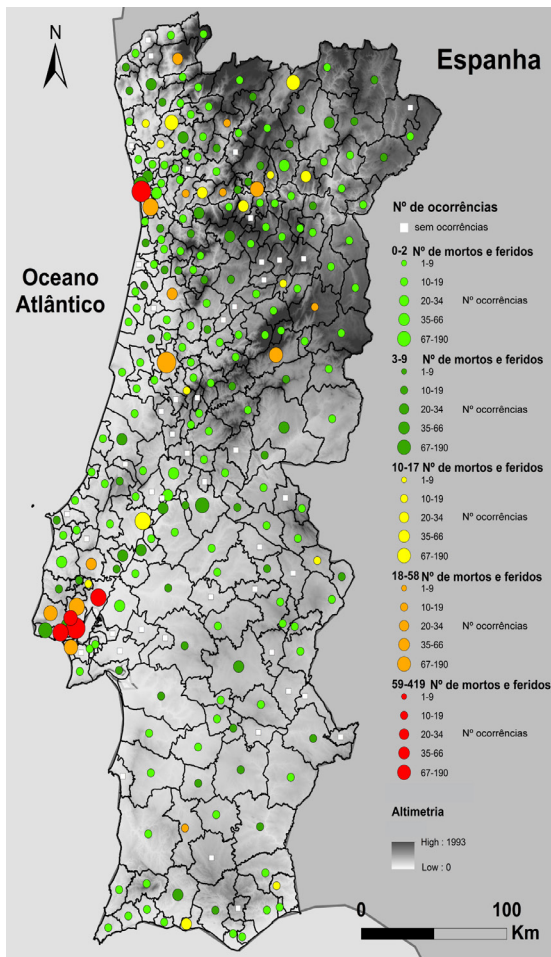 N
Espanha
Oceano
Atlântico
Nº de ocorrências
sem ocorrências
0-2 Nº de mortos e feridos
1-9
10-19
20-34 Nº ocorrências
35-66
67-190
3-9 Nº de mortos e feridos
1-9
10-19
20-34 Nº ocorrências
35-66
67-190
10-17 Nº de mortos e feridos
1-9
10-19
20-34 Nº ocorrências
35-66
67-190
18-58 Nº de mortos e feridos
1-9
10-19
20-34 Nº ocorrências
35-66
67-190
59-419 Nº de mortos e feridos
1-9
10-19
20-34 Nº ocorrências
35-66
67-190
Altimetria
High : 1993
Low : 0
0 100
Km